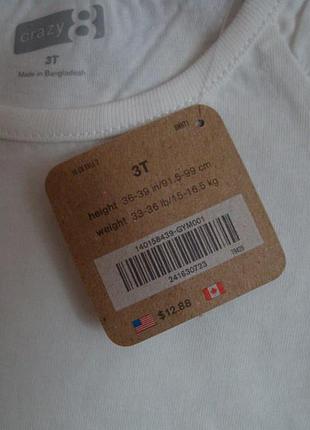 crazy 8
3T
Made in Bangladesh
3T
height 36-39 in/91.5-99 cm
weight 33-36 lb/15-16.5 kg
140158439-GYM001
241630723
$12.88